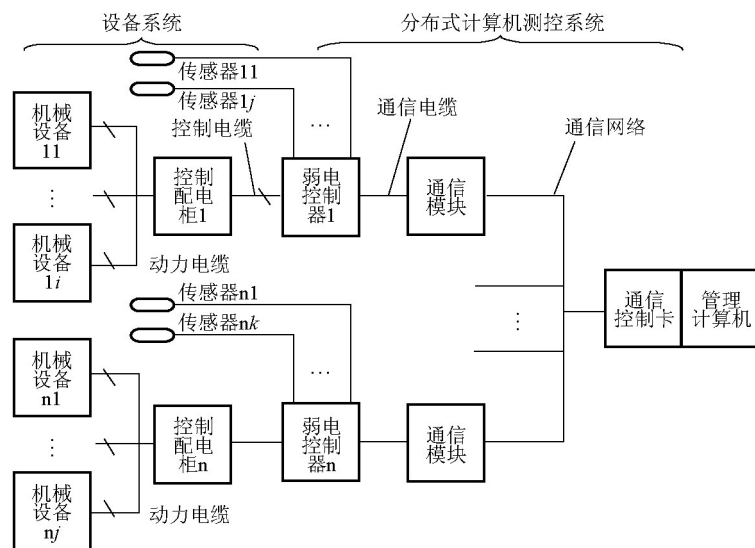 设备系统
分布式计算机测控系统
传感器11
传感器1j
控制电缆
通信电缆
通信网络
机械
设备
11
…
机械
设备
1i
控制
配电
柜1
…
弱电
控制
器1
通信
模块
动力电缆
传感器n1
传感器nk
…
通信
控制卡
管理
计算机
机械
设备
n1
…
机械
设备
nj
控制
配电
柜n
…
弱电
控制
器n
通信
模块
动力电缆